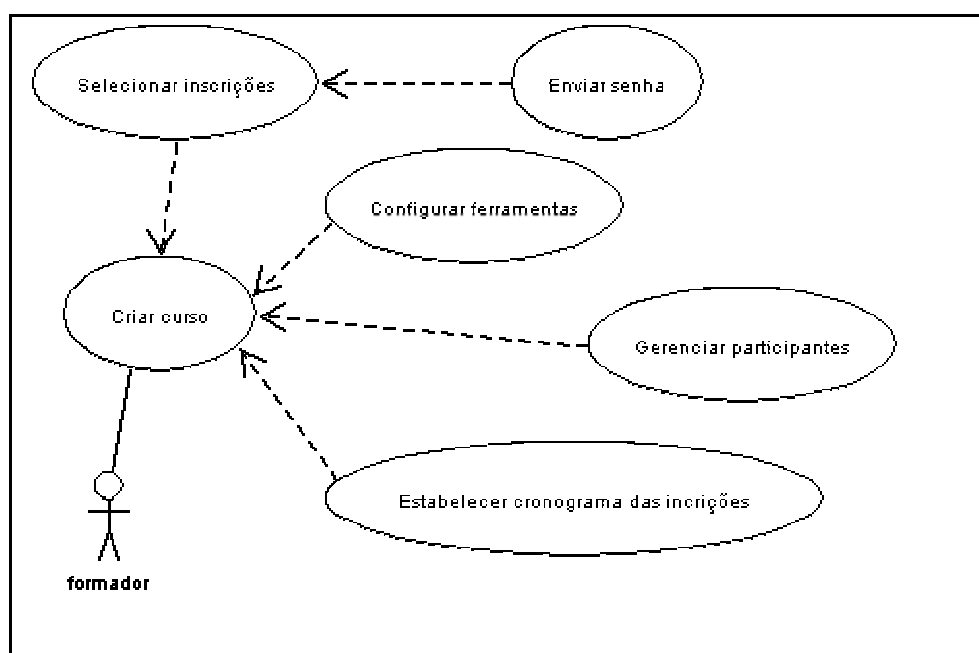 Selecionar inscrições
Enviar senha
Configurar ferramentas
Criar curso
Gerenciar participantes
Estabelecer cronograma das incrições
formador